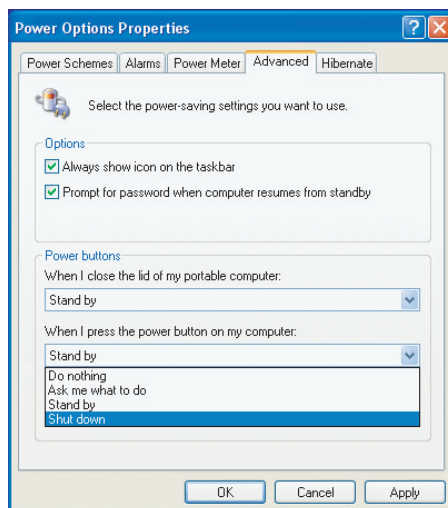 Power Options Properties
Power Schemes Alarms Power Meter Advanced Hibernate
Select the power-saving settings you want to use.
Options
Always show icon on the taskbar
Prompt for password when computer resumes from standby
Power buttons
When I close the lid of my portable computer:
Stand by
When I press the power button on my computer:
Stand by
Do nothing
Ask me what to do
Stand by
Shut down
OK Cancel Apply